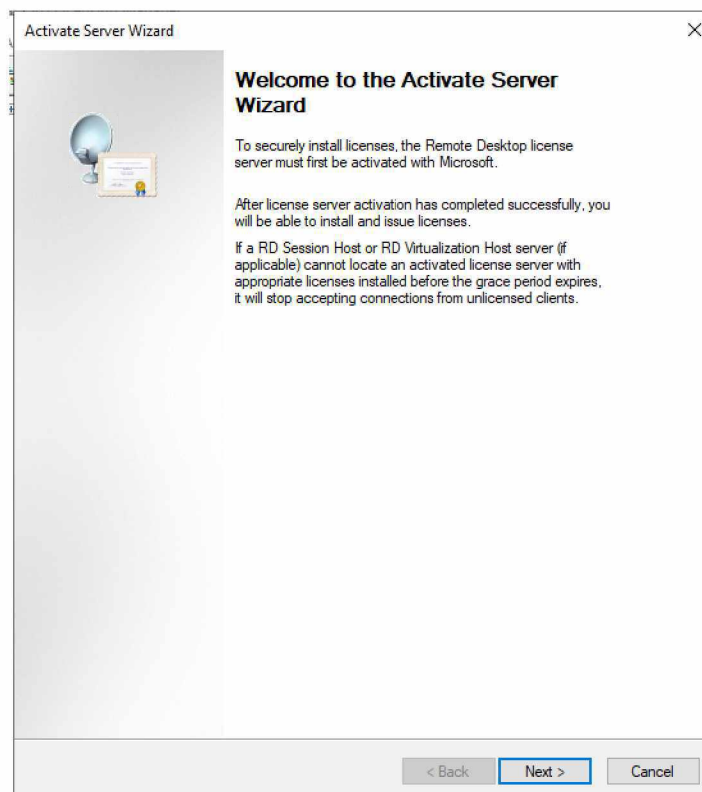 Activate Server Wizard
Welcome to the Activate Server
Wizard
To securely install licenses, the Remote Desktop license
server must first be activated with Microsoft.
After license server activation has completed successfully, you
will be able to install and issue licenses.
If a RD Session Host or RD Virtualization Host server (if
applicable) cannot locate an activated license server with
appropriate licenses installed before the grace period expires,
it will stop accepting connections from unlicensed clients.
< Back
Next >
Cancel